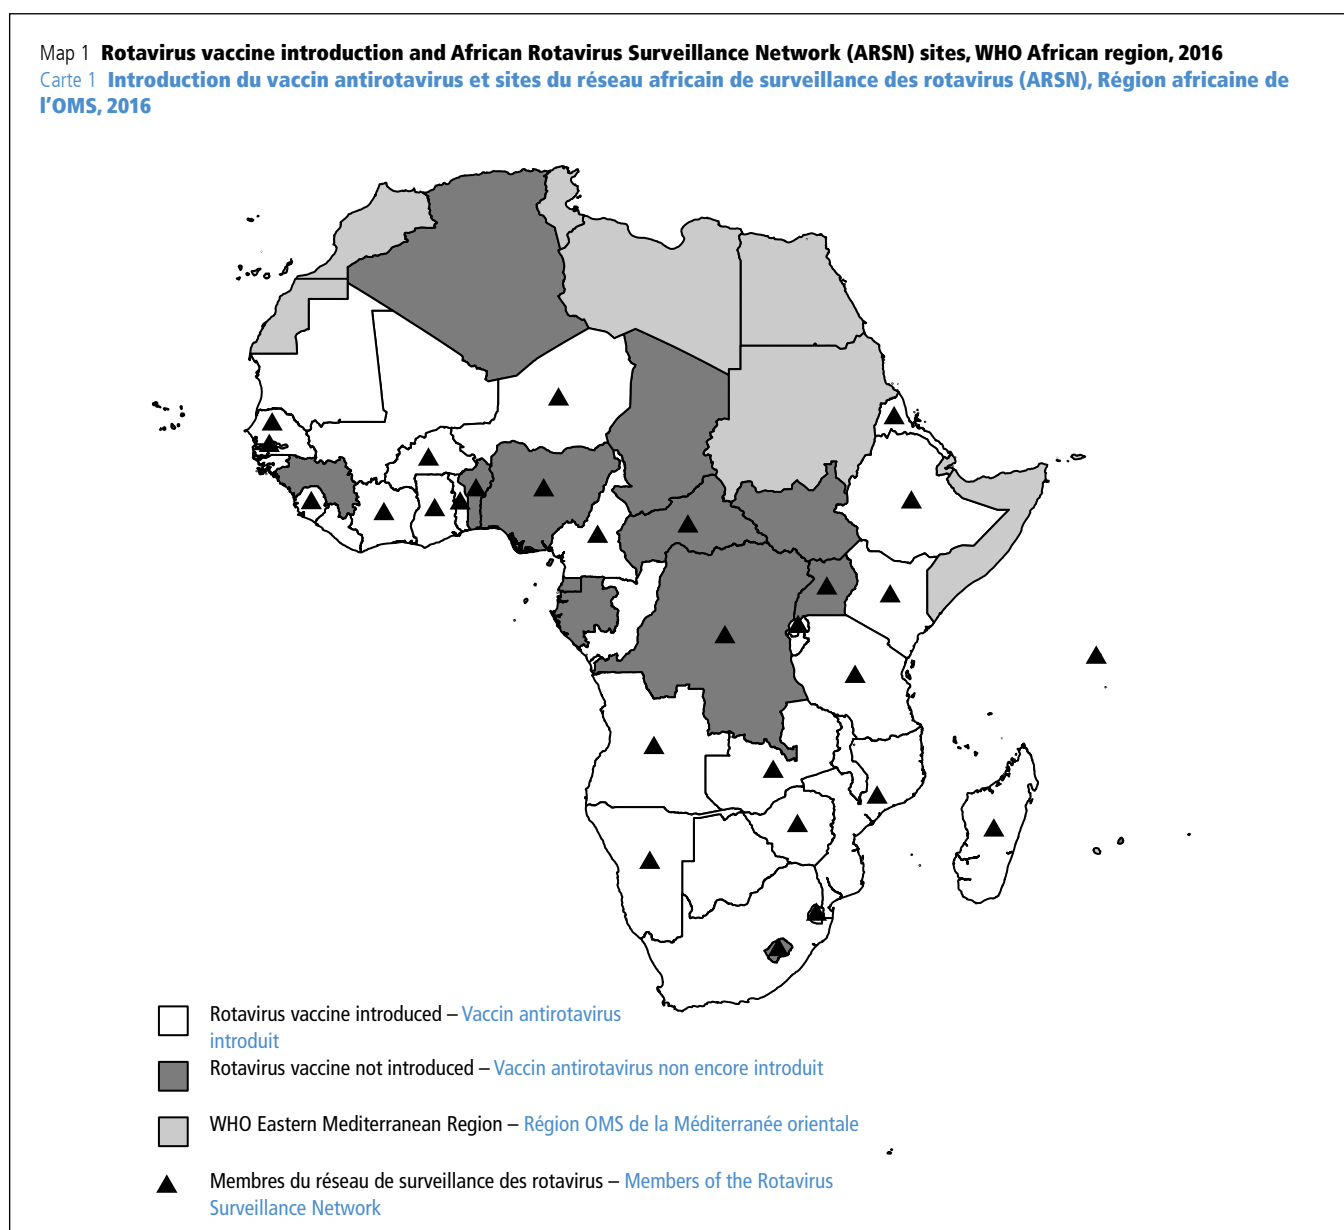 Map 1 Rotavirus vaccine introduction and African Rotavirus Surveillance Network (ARSN) sites, WHO African region, 2016
Carte 1 Introduction du vaccin antirotavirus et sites du réseau africain de surveillance des rotavirus (ARSN), Région africaine de
l'OMS, 2016
Rotavirus vaccine introduced – Vaccin antirotavirus
introduit
Rotavirus vaccine not introduced – Vaccin antirotavirus non encore introduit
WHO Eastern Mediterranean Region – Région OMS de la Méditerranée orientale
Membres du réseau de surveillance des rotavirus – Members of the Rotavirus
Surveillance Network